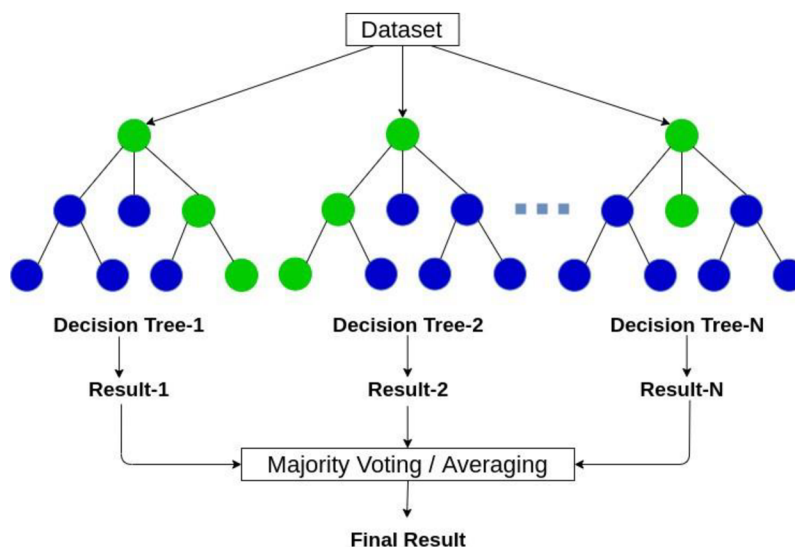 Dataset
Decision Tree-1
Decision Tree-2
Decision Tree-N
Result-1
Result-2
Result-N
Majority Voting / Averaging
Final Result